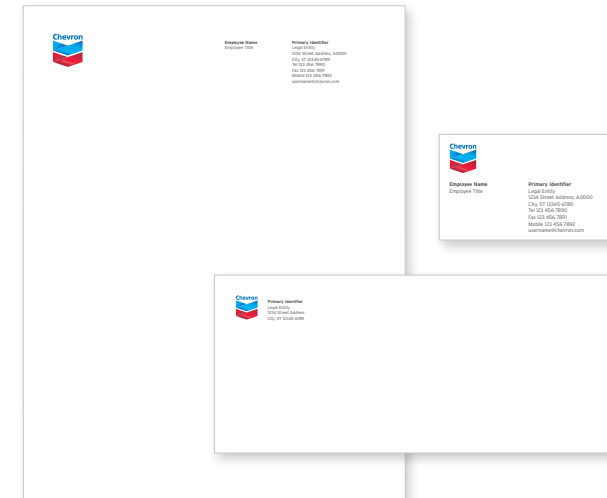 Chevron
Employee Name
Employee Title
Primary Identifier
Legal Entity
1234 Street Address, A0000
City, ST 12345-6789
Tel 123 456 7890
Fax 123 456 7891
Mobile 123 456 7892
username@chevron.com
Chevron
Employee Name
Employee Title
Primary Identifier
Legal Entity
1234 Street Address, A0000
City, ST 12345-6789
Tel 123 456 7890
Fax 123 456 7891
Mobile 123 456 7892
username@chevron.com
Chevron
Primary Identifier
Legal Entity
1234 Street Address
City, ST 12345-6789